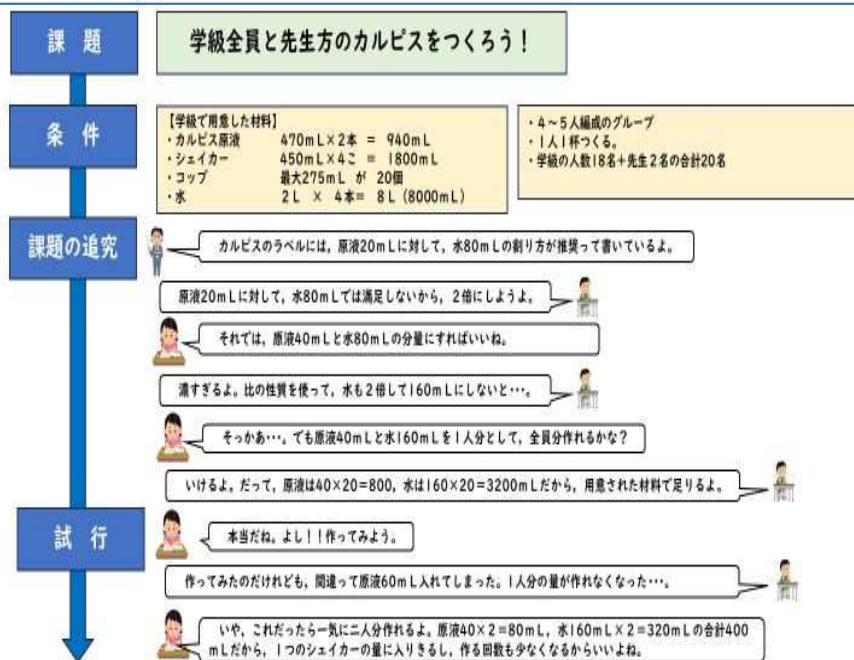 課 題
学級全員と先生方のカルピスをつくろう！
条 件
【学級で用意した材料】
・カルピス原液 470mL×2本 ＝ 940mL
・シェイカー 450mL×4こ ＝ 1800mL
・コップ 最大275mL が 20個
・水 2L × 4本＝ 8L（8000mL）
・4～5人編成のグループ
・1人1杯つくる。
・学級の人数18名＋先生2名の合計20名
課題の追究
カルピスのラベルには，原液20mLに対して，水80mLの割り方が推奨って書いているよ。
原液20mLに対して，水80mLでは満足しないから，2倍にしようよ。
それでは，原液40mLと水80mLの分量にすればいいね。
濃すぎるよ。比の性質を使って，水も2倍して160mLにしないと・・・。
そっかあ・・・。でも原液40mLと水160mLを1人分として，全員分作れるかな？
いけるよ。だって，原液は40×20＝800，水は160×20＝3200mLだから，用意された材料で足りるよ。
試 行
本当だね。よし！！作ってみよう。
作ってみたのだけれども，間違って原液60mL入れてしまった。1人分の量が作れなくなった・・・。
いや，これだったら一気に二人分作れるよ。原液40×2＝80mL，水160mL×2＝320mLの合計400
mLだから，1つのシェイカーの量に入りきるし，作る回数も少なくなるからいいよね。